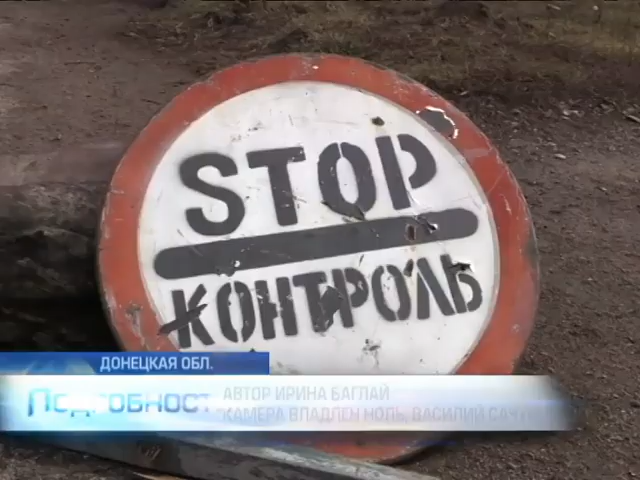 STOP
КОНТРОЛЬ
ДОНЕЦКАЯ ОБЛ.
ПОДРОБНОСТ
АВТОР ИРИНА БАГЛАЙ
КАМЕРА ВЛАДЛЕН НОЛЬ, ВАСИЛИЙ